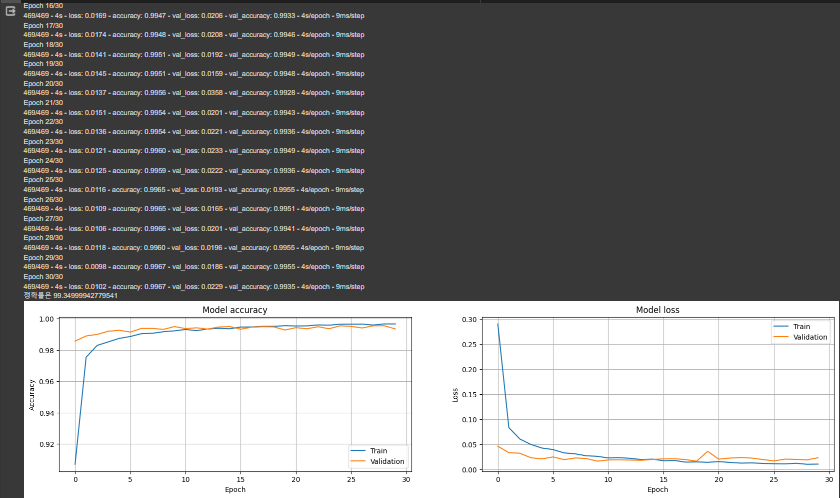 Epoch 16/30
469/469 - 4s - loss: 0.0169 - accuracy: 0.9947 - val_loss: 0.0206 - val_accuracy: 0.9933 - 4s/epoch - 9ms/step
Epoch 17/30
469/469 - 4s - loss: 0.0174 - accuracy: 0.9948 - val_loss: 0.0208 - val_accuracy: 0.9946 - 4s/epoch - 9ms/step
Epoch 18/30
469/469 - 4s - loss: 0.0141 - accuracy: 0.9951 - val_loss: 0.0192 - val_accuracy: 0.9949 - 4s/epoch - 9ms/step
Epoch 19/30
469/469 - 4s - loss: 0.0145 - accuracy: 0.9951 - val_loss: 0.0159 - val_accuracy: 0.9948 - 4s/epoch - 9ms/step
Epoch 20/30
469/469 - 4s - loss: 0.0137 - accuracy: 0.9956 - val_loss: 0.0358 - val_accuracy: 0.9928 - 4s/epoch - 9ms/step
Epoch 21/30
469/469 - 4s - loss: 0.0151 - accuracy: 0.9954 - val_loss: 0.0201 - val_accuracy: 0.9943 - 4s/epoch - 9ms/step
Epoch 22/30
469/469 - 4s - loss: 0.0136 - accuracy: 0.9954 - val_loss: 0.0221 - val_accuracy: 0.9936 - 4s/epoch - 9ms/step
Epoch 23/30
469/469 - 4s - loss: 0.0121 - accuracy: 0.9960 - val_loss: 0.0233 - val_accuracy: 0.9949 - 4s/epoch - 9ms/step
Epoch 24/30
469/469 - 4s - loss: 0.0125 - accuracy: 0.9959 - val_loss: 0.0222 - val_accuracy: 0.9936 - 4s/epoch - 9ms/step
Epoch 25/30
469/469 - 4s - loss: 0.0116 - accuracy: 0.9965 - val_loss: 0.0193 - val_accuracy: 0.9955 - 4s/epoch - 9ms/step
Epoch 26/30
469/469 - 4s - loss: 0.0109 - accuracy: 0.9965 - val_loss: 0.0165 - val_accuracy: 0.9951 - 4s/epoch - 9ms/step
Epoch 27/30
469/469 - 4s - loss: 0.0106 - accuracy: 0.9966 - val_loss: 0.0201 - val_accuracy: 0.9941 - 4s/epoch - 9ms/step
Epoch 28/30
469/469 - 4s - loss: 0.0118 - accuracy: 0.9960 - val_loss: 0.0196 - val_accuracy: 0.9955 - 4s/epoch - 9ms/step
Epoch 29/30
469/469 - 4s - loss: 0.0098 - accuracy: 0.9967 - val_loss: 0.0186 - val_accuracy: 0.9955 - 4s/epoch - 9ms/step
Epoch 30/30
469/469 - 4s - loss: 0.0102 - accuracy: 0.9967 - val_loss: 0.0229 - val_accuracy: 0.9935 - 4s/epoch - 9ms/step
정확률은 99.34999942779541
Model accuracy
1.00
0.98
0.96
0.94
0.92
Accuracy
Train
Validation
0 5 10 15 20 25 30
Epoch
Model loss
0.30
0.25
0.20
0.15
0.10
0.05
0.00
Loss
Train
Validation
0 5 10 15 20 25 30
Epoch